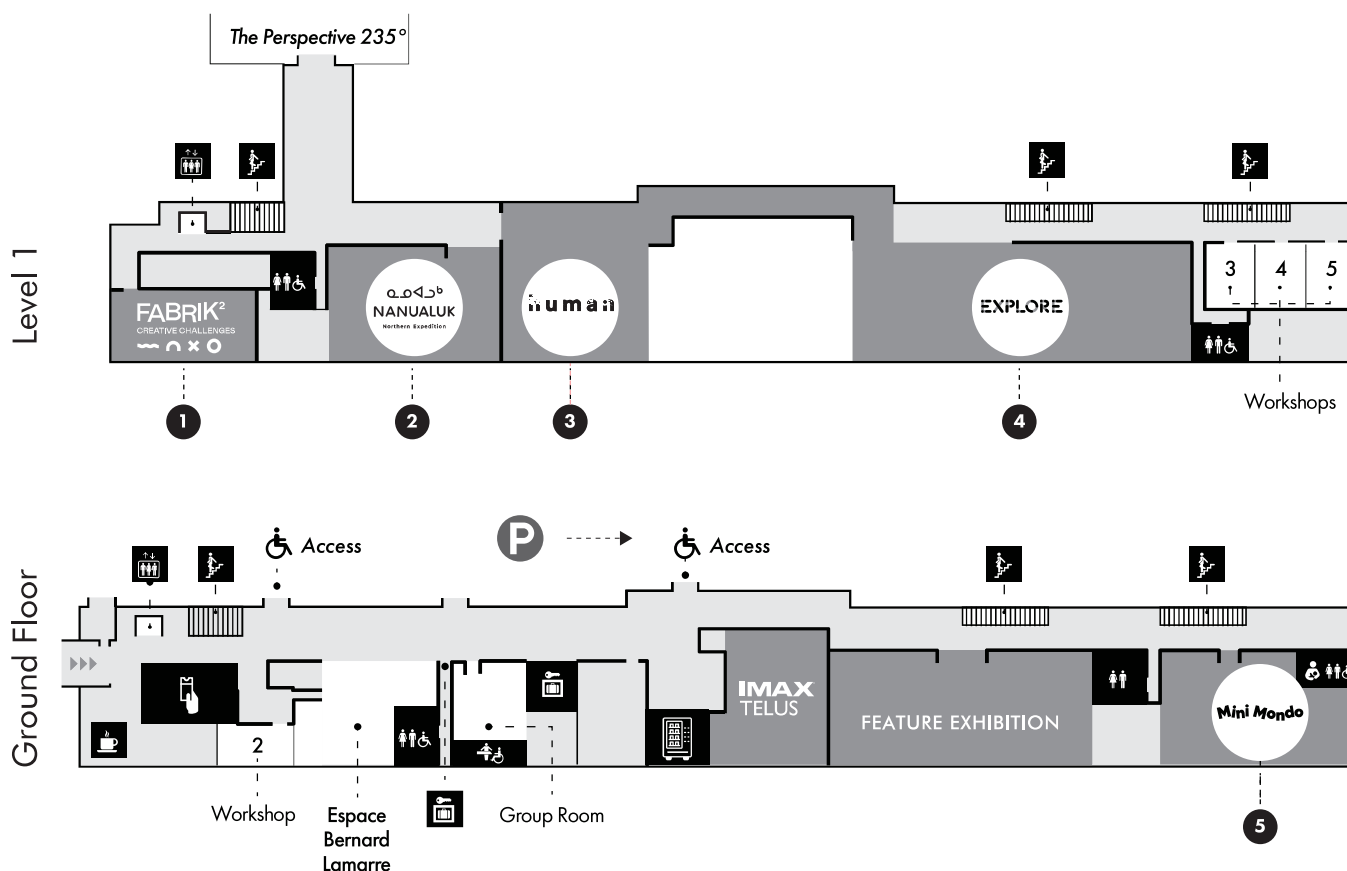 The Perspective 235°
Level 1
FABRIK²
CREATIVE CHALLENGES
ᓇᓄᐊᓗᒃ
NANUALUK
Northern Expedition
human
EXPLORE
3
4
5
1
2
3
4
Workshops
Ground Floor
Access
P
Access
IMAX
TELUS
FEATURE EXHIBITION
Mini Mondo
2
Workshop
Espace
Bernard
Lamarre
Group Room
5